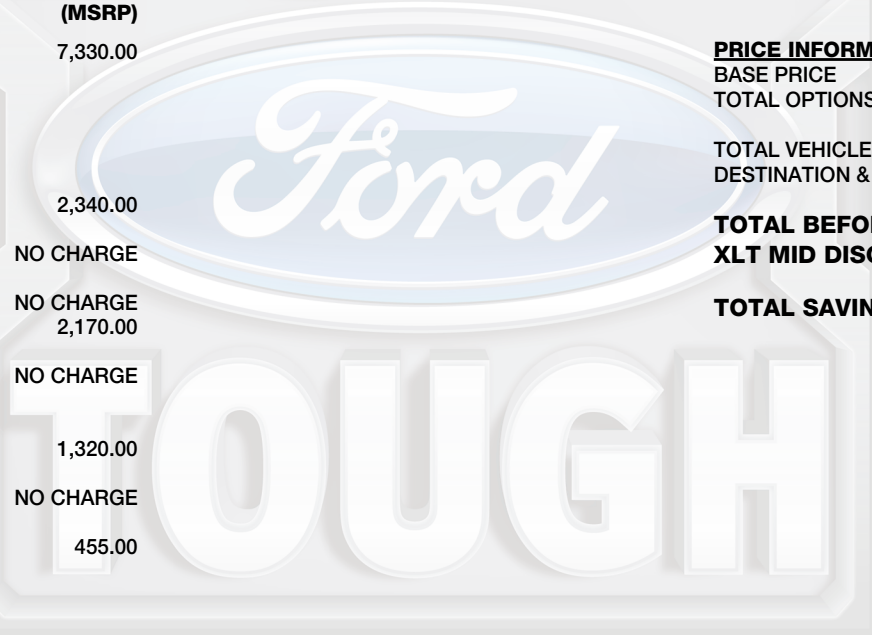 (MSRP)
7,330.00
2,340.00
NO CHARGE
NO CHARGE
2,170.00
NO CHARGE
1,320.00
NO CHARGE
455.00
PRICE INFORM
BASE PRICE
TOTAL OPTIONS
TOTAL VEHICLE
DESTINATION &
TOTAL BEFO
XLT MID DISC
TOTAL SAVIN
Ford
TOUGH